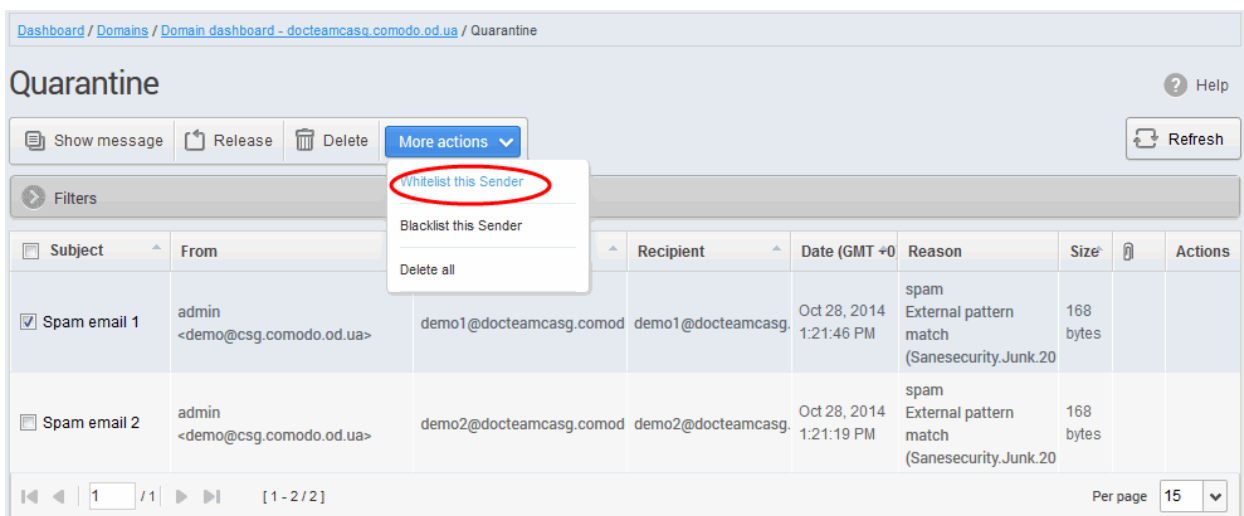 Dashboard / Domains / Domain dashboard - docteamcasg.comodo.od.ua / Quarantine
Quarantine
Help
Show message Release Delete More actions Refresh
Whitelist this Sender
Filters
Blacklist this Sender
Delete all
Subject From Recipient Date (GMT +0 Reason Size Actions
Spam email 1
admin
<demo@csg.comodo.od.ua>
demo1@docteamcasg.comod
demo1@docteamcasg.
Oct 28, 2014
1:21:46 PM
spam
External pattern
match
(Sanesecurity.Junk.20
168
bytes
Spam email 2
admin
<demo@csg.comodo.od.ua>
demo2@docteamcasg.comod
demo2@docteamcasg.
Oct 28, 2014
1:21:19 PM
spam
External pattern
match
(Sanesecurity.Junk.20
168
bytes
1 / 1 [ 1 - 2 / 2 ] Per page 15